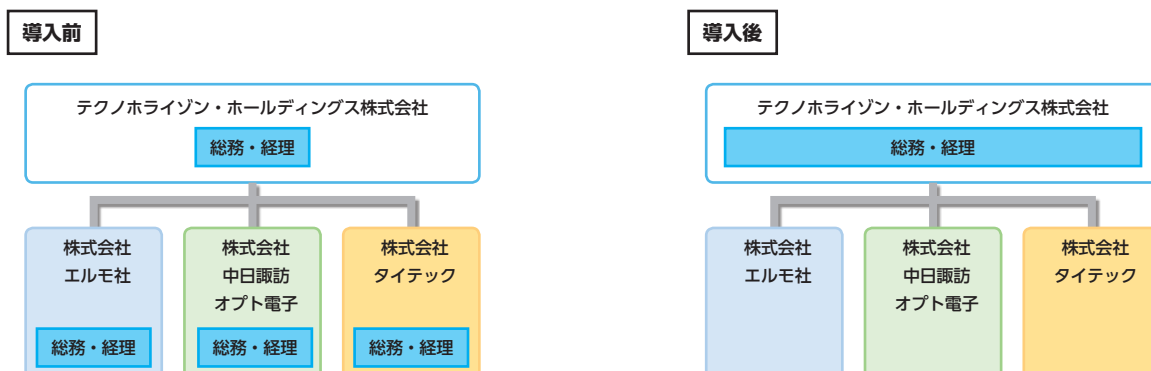 導入前
テクノホライゾン・ホールディングス株式会社
総務・経理
株式会社
エルモ社
総務・経理
株式会社
中日諏訪
オプト電子
総務・経理
株式会社
タイテック
総務・経理
導入後
テクノホライゾン・ホールディングス株式会社
総務・経理
株式会社
エルモ社
株式会社
中日諏訪
オプト電子
株式会社
タイテック